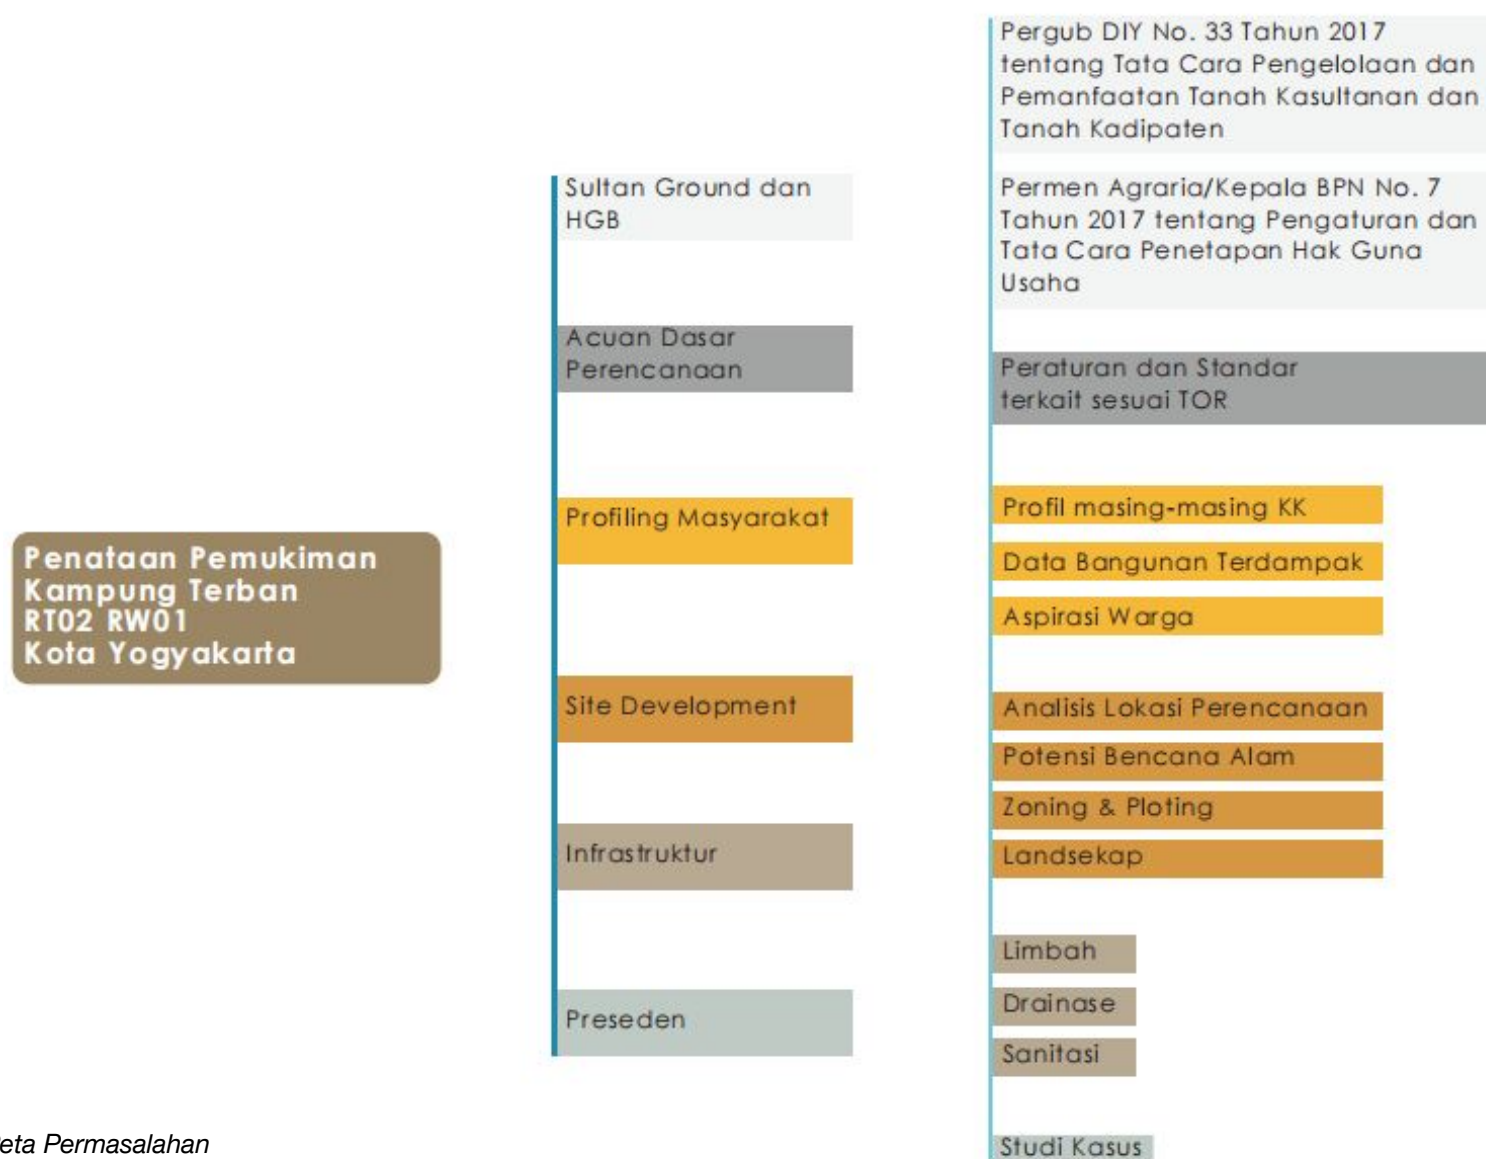 Penataan Pemukiman
Kampung Terban
RT02 RW01
Kota Yogyakarta
Sultan Ground dan
HGB
Acuan Dasar
Perencanaan
Profiling Masyarakat
Site Development
Infrastruktur
Preseden
Pergub DIY No. 33 Tahun 2017
tentang Tata Cara Pengelolaan dan
Pemanfaatan Tanah Kasultanan dan
Tanah Kadipaten
Permen Agraria/Kepala BPN No. 7
Tahun 2017 tentang Pengaturan dan
Tata Cara Penetapan Hak Guna
Usaha
Peraturan dan Standar
terkait sesuai TOR
Profil masing-masing KK
Data Bangunan Terdampak
Aspirasi Warga
Analisis Lokasi Perencanaan
Potensi Bencana Alam
Zoning & Ploting
Landsekap
Limbah
Drainase
Sanitasi
Studi Kasus
eta Permasalahan